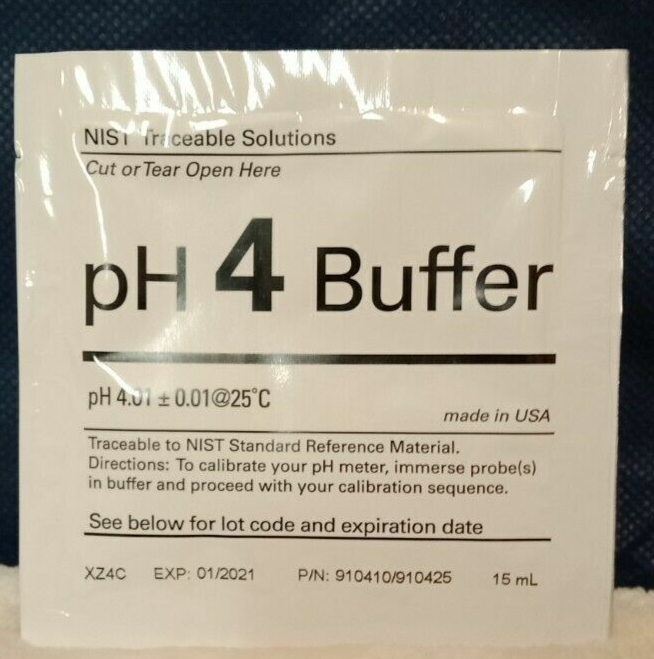 NIST Traceable Solutions
Cut or Tear Open Here
pH 4 Buffer
pH 4.01 ± 0.01@25°C
made in USA
Traceable to NIST Standard Reference Material.
Directions: To calibrate your pH meter, immerse probe(s)
in buffer and proceed with your calibration sequence.
See below for lot code and expiration date
XZ4C EXP: 01/2021 P/N: 910410/910425 15 mL